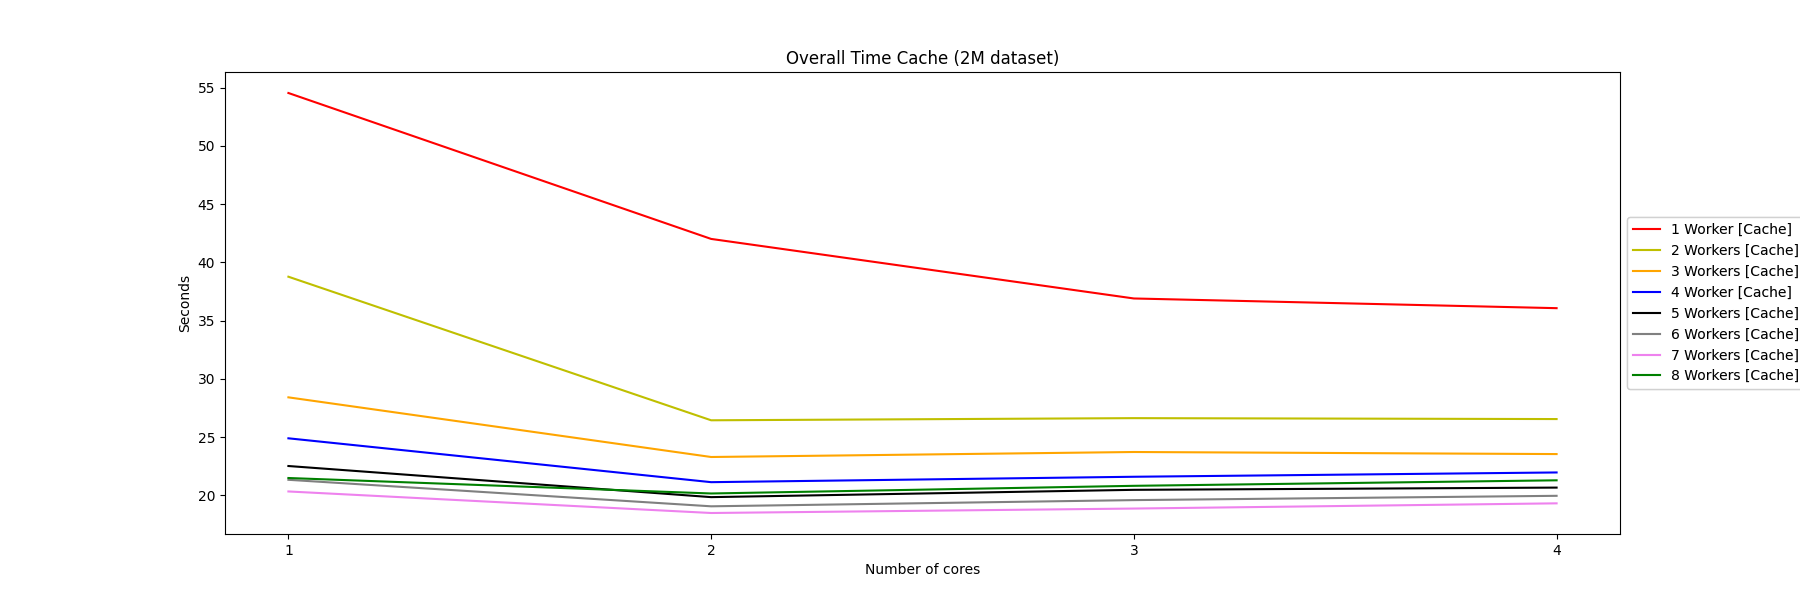 Overall Time Cache (2M dataset)
55
50
45
40
35
30
25
20
Seconds
1 2 3 4
Number of cores
1 Worker [Cache]
2 Workers [Cache]
3 Workers [Cache]
4 Worker [Cache]
5 Workers [Cache]
6 Workers [Cache]
7 Workers [Cache]
8 Workers [Cache]